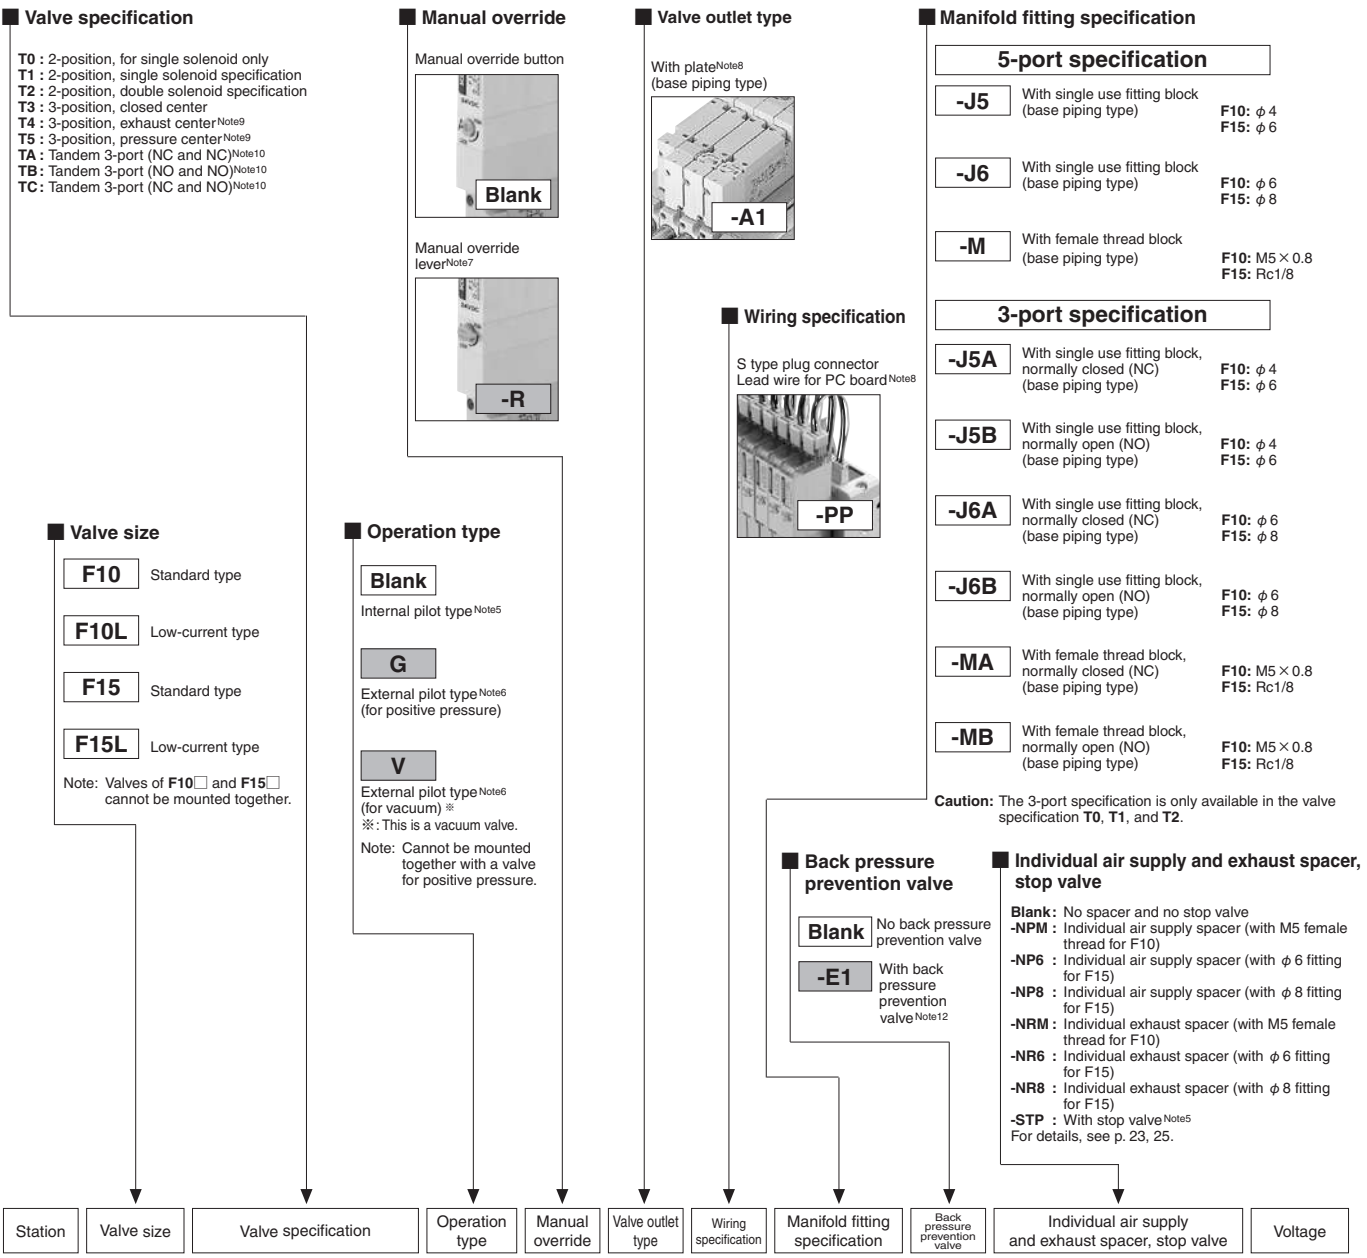 ■ Valve specification
T0 : 2-position, for single solenoid only
T1 : 2-position, single solenoid specification
T2 : 2-position, double solenoid specification
T3 : 3-position, closed center
T4 : 3-position, exhaust center Note9
T5 : 3-position, pressure center Note9
TA : Tandem 3-port (NC and NC) Note10
TB : Tandem 3-port (NO and NO) Note10
TC : Tandem 3-port (NC and NO) Note10
■ Manual override
Manual override button
Blank
Manual override
lever Note7
-R
■ Valve outlet type
With plate Note8
(base piping type)
-A1
■ Wiring specification
S type plug connector
Lead wire for PC board Note8
-PP
■ Manifold fitting specification
5-port specification
-J5 With single use fitting block
(base piping type) F10: φ4
F15: φ6
-J6 With single use fitting block
(base piping type) F10: φ6
F15: φ8
-M With female thread block
(base piping type) F10: M5×0.8
F15: Rc1/8
3-port specification
-J5A With single use fitting block,
normally closed (NC) F10: φ4
(base piping type) F15: φ6
-J5B With single use fitting block,
normally open (NO) F10: φ4
(base piping type) F15: φ6
-J6A With single use fitting block,
normally closed (NC) F10: φ6
(base piping type) F15: φ8
-J6B With single use fitting block,
normally open (NO) F10: φ6
(base piping type) F15: φ8
-MA With female thread block,
normally closed (NC) F10: M5×0.8
(base piping type) F15: Rc1/8
-MB With female thread block,
normally open (NO) F10: M5×0.8
(base piping type) F15: Rc1/8
Caution: The 3-port specification is only available in the valve
specification T0, T1, and T2.
■ Valve size
F10 Standard type
F10L Low-current type
F15 Standard type
F15L Low-current type
Note: Valves of F10□ and F15□
cannot be mounted together.
■ Operation type
Blank
Internal pilot type Note5
G
External pilot type Note6
(for positive pressure)
V
External pilot type Note6
(for vacuum) ※
※: This is a vacuum valve.
Note: Cannot be mounted
together with a valve
for positive pressure.
■ Back pressure
prevention valve
Blank No back pressure
prevention valve
-E1 With back
pressure
prevention
valve Note12
■ Individual air supply and exhaust spacer,
stop valve
Blank : No spacer and no stop valve
-NPM : Individual air supply spacer (with M5 female
thread for F10)
-NP6 : Individual air supply spacer (with φ6 fitting
for F15)
-NP8 : Individual air supply spacer (with φ8 fitting
for F15)
-NRM : Individual exhaust spacer (with M5 female
thread for F10)
-NR6 : Individual exhaust spacer (with φ6 fitting
for F15)
-NR8 : Individual exhaust spacer (with φ8 fitting
for F15)
-STP : With stop valve Note5
For details, see p. 23, 25.
Station
Valve size
Valve specification
Operation
type
Manual
override
Valve outlet
type
Wiring
specification
Manifold fitting
specification
Back
pressure
prevention
valve
Individual air supply
and exhaust spacer, stop valve
Voltage